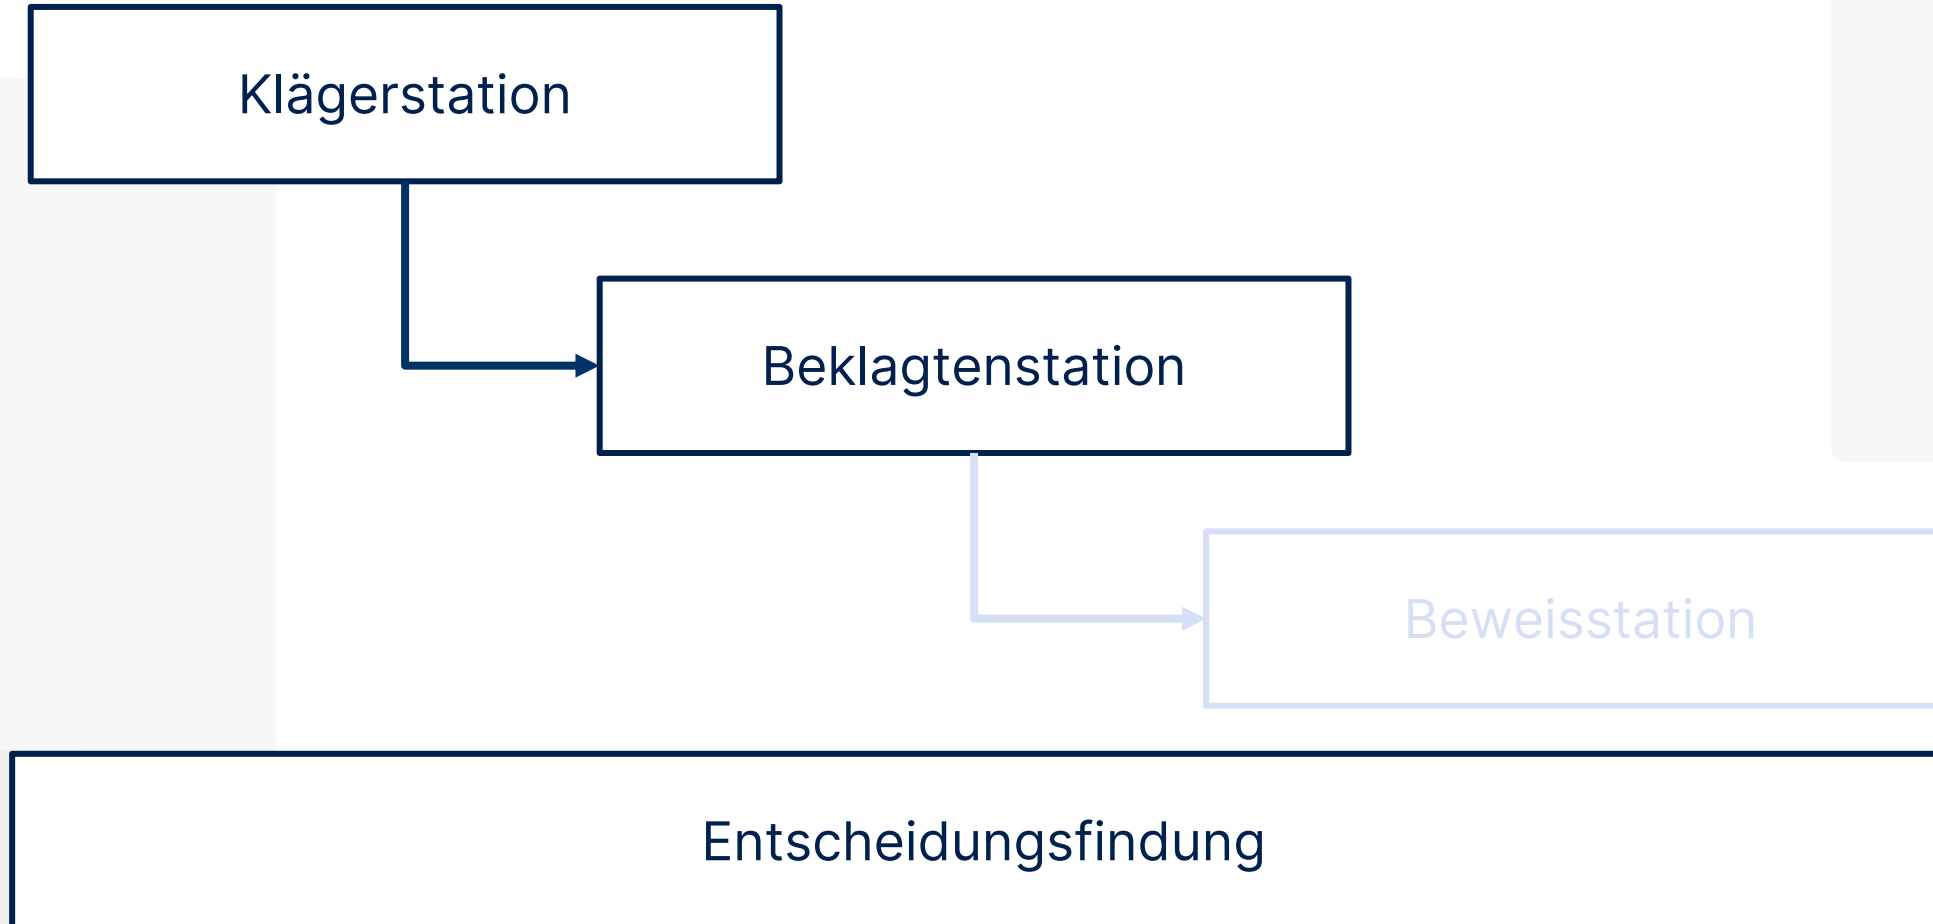 Klägerstation
Beklagtenstation
Beweisstation
Entscheidungsfindung